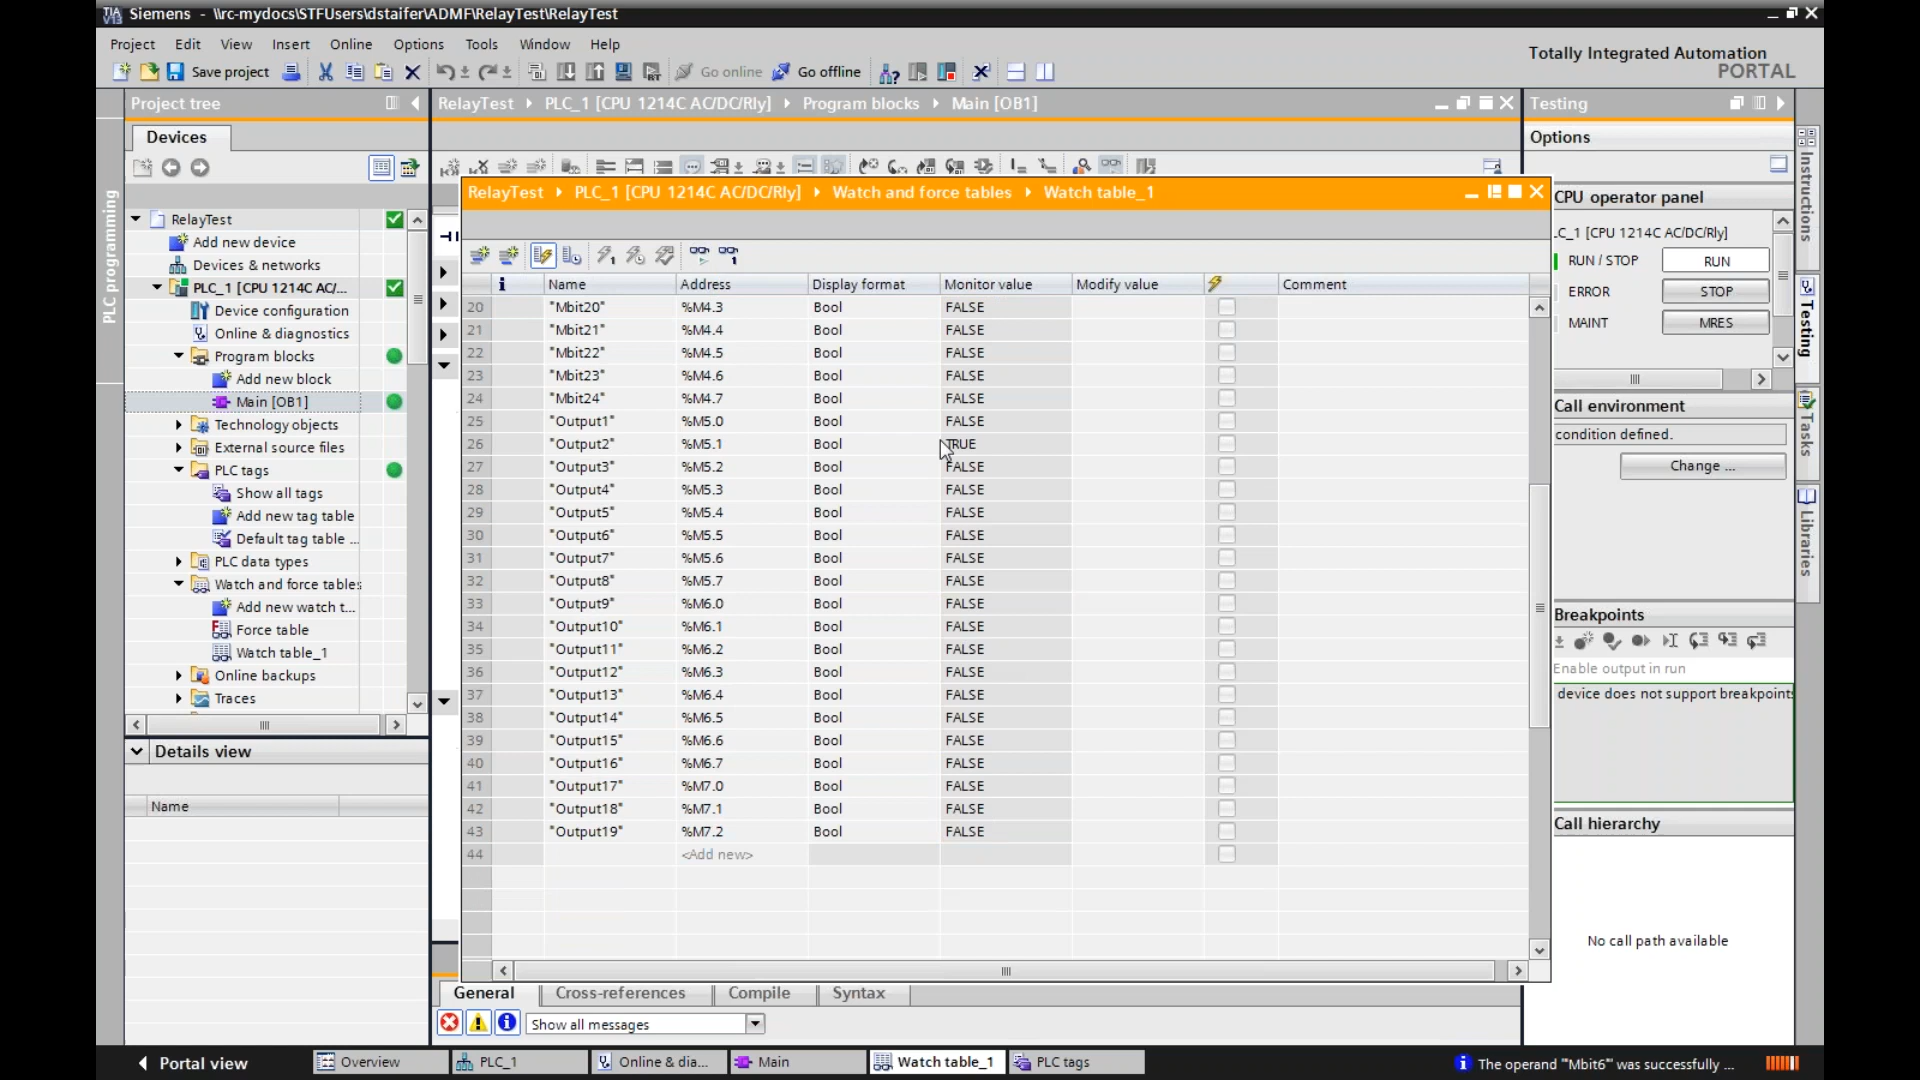 Siemens - \\rc-mydocs\STFUsers\dstaifer\ADMF\RelayTest\RelayTest
Project Edit View Insert Online Options Tools Window Help
Totally Integrated Automation
PORTAL
Save project Go online Go offline
Project tree
RelayTest PLC_1 [CPU 1214C AC/DC/Rly] Program blocks Main [OB1]
Testing
Devices
Options
PLC programming
RelayTest
Add new device
Devices & networks
PLC_1 [CPU 1214C AC/...
Device configuration
Online & diagnostics
Program blocks
Add new block
Main [OB1]
Technology objects
External source files
PLC tags
Show all tags
Add new tag table
Default tag table ...
PLC data types
Watch and force tables
Add new watch t...
Force table
Watch table_1
Online backups
Traces
Details view
Name
RelayTest PLC_1 [CPU 1214C AC/DC/Rly] Watch and force tables Watch table_1
i Name Address Display format Monitor value Modify value Comment
20 "Mbit20" %M4.3 Bool FALSE
21 "Mbit21" %M4.4 Bool FALSE
22 "Mbit22" %M4.5 Bool FALSE
23 "Mbit23" %M4.6 Bool FALSE
24 "Mbit24" %M4.7 Bool FALSE
25 "Output1" %M5.0 Bool FALSE
26 "Output2" %M5.1 Bool TRUE
27 "Output3" %M5.2 Bool FALSE
28 "Output4" %M5.3 Bool FALSE
29 "Output5" %M5.4 Bool FALSE
30 "Output6" %M5.5 Bool FALSE
31 "Output7" %M5.6 Bool FALSE
32 "Output8" %M5.7 Bool FALSE
33 "Output9" %M6.0 Bool FALSE
34 "Output10" %M6.1 Bool FALSE
35 "Output11" %M6.2 Bool FALSE
36 "Output12" %M6.3 Bool FALSE
37 "Output13" %M6.4 Bool FALSE
38 "Output14" %M6.5 Bool FALSE
39 "Output15" %M6.6 Bool FALSE
40 "Output16" %M6.7 Bool FALSE
41 "Output17" %M7.0 Bool FALSE
42 "Output18" %M7.1 Bool FALSE
43 "Output19" %M7.2 Bool FALSE
44 <Add new>
General Cross-references Compile Syntax
Show all messages
CPU operator panel
.C_1 [CPU 1214C AC/DC/Rly]
RUN / STOP RUN
ERROR STOP
MAINT MRES
Call environment
condition defined.
Change ...
Breakpoints
Enable output in run
device does not support breakpoints
Call hierarchy
No call path available
Instructions
Testing
Tasks
Libraries
Portal view Overview PLC_1 Online & dia... Main Watch table_1 PLC tags
The operand '"Mbit6"' was successfully ...